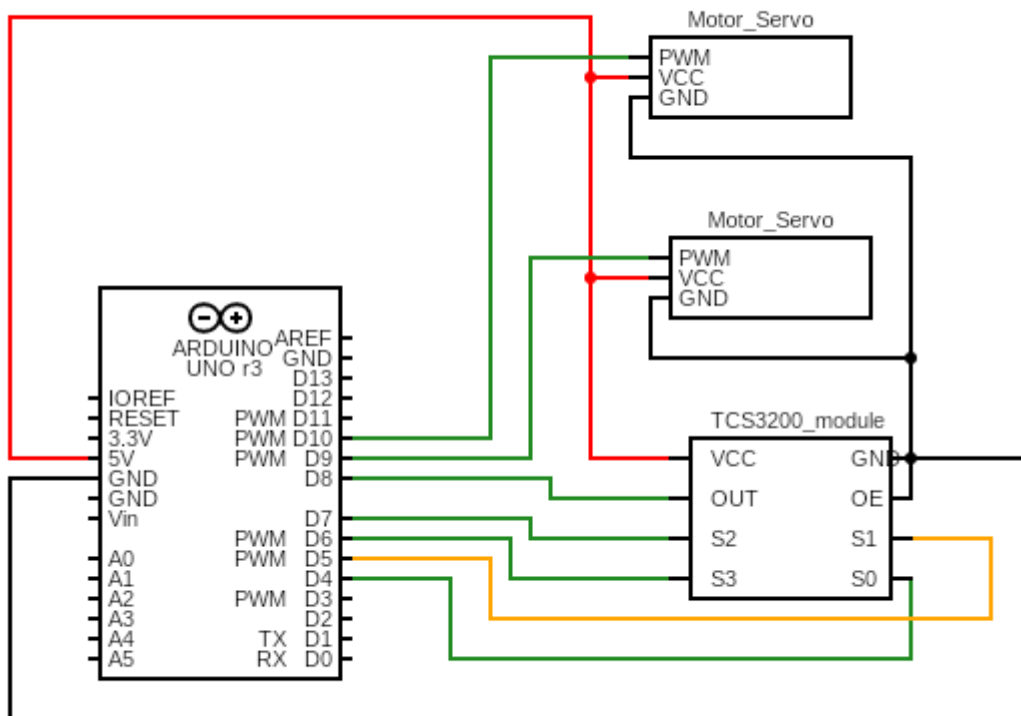 Motor_Servo
PWM
VCC
GND
Motor_Servo
PWM
VCC
GND
ARDUINO
UNO r3
AREF
GND
D13
IOREF D12
RESET PWM D11
3.3V PWM D10
5V PWM D9
GND D8
GND
Vin D7
PWM D6
A0 PWM D5
A1 D4
A2 PWM D3
A3 D2
A4 TX D1
A5 RX D0
TCS3200_module
VCC GND
OUT OE
S2 S1
S3 S0